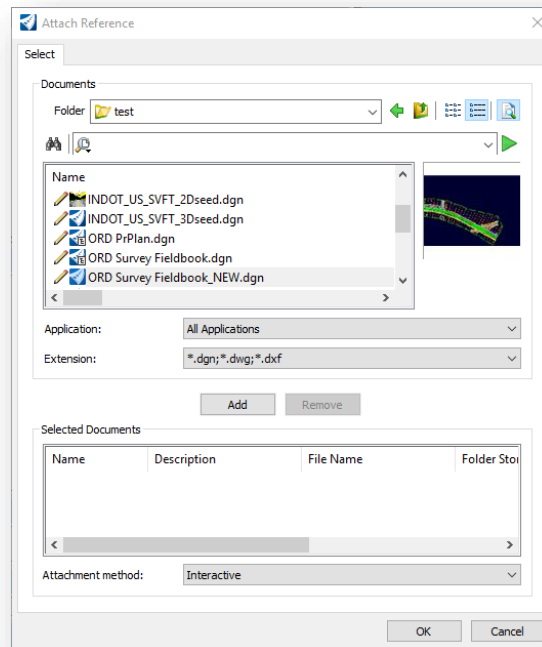 Attach Reference
Select
Documents
Folder test
Name
INDOT_US_SVFT_2Dseed.dgn
INDOT_US_SVFT_3Dseed.dgn
ORD PrPlan.dgn
ORD Survey Fieldbook.dgn
ORD Survey Fieldbook_NEW.dgn
Application: All Applications
Extension: *.dgn;*.dwg;*.dxf
Add Remove
Selected Documents
Name Description File Name Folder Stor
Attachment method: Interactive
OK Cancel